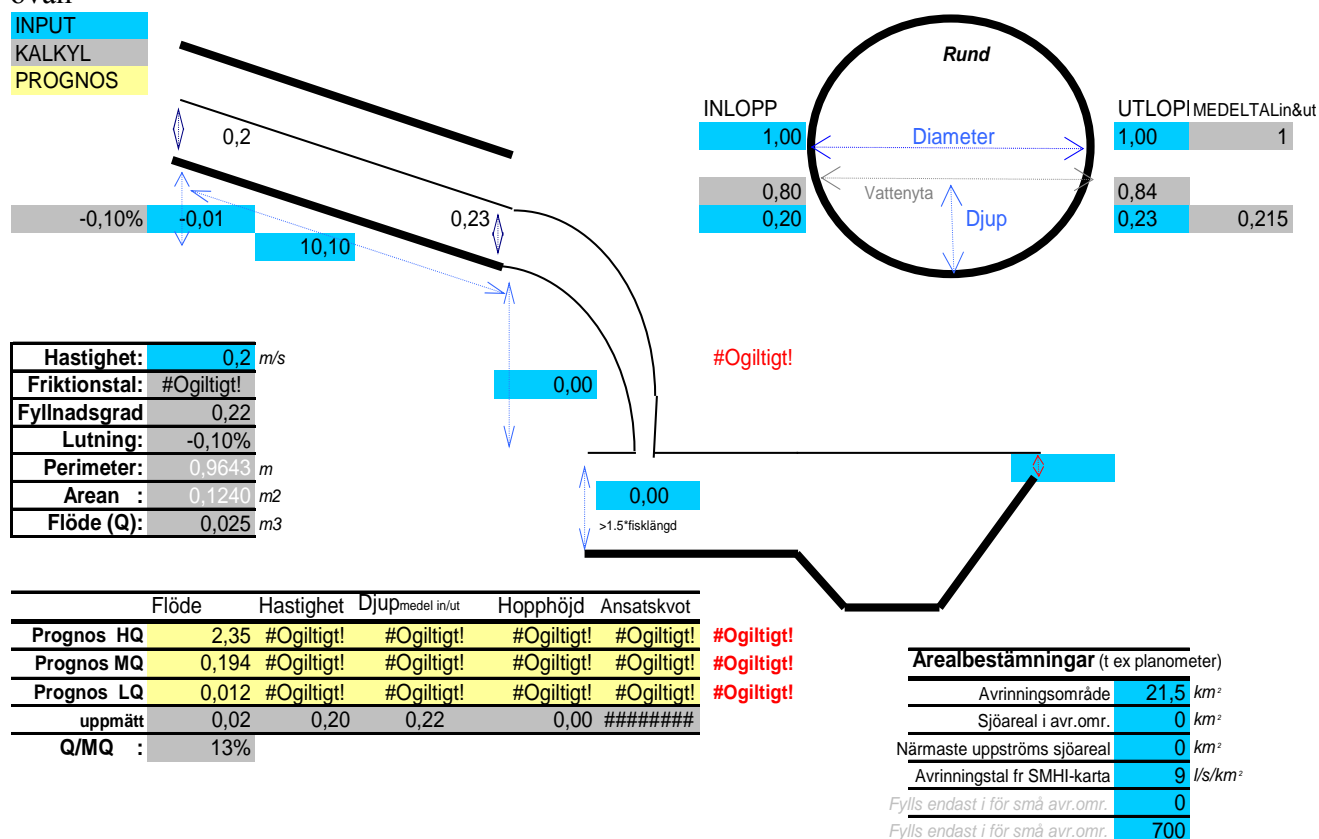 ovan
INPUT
KALKYL
PROGNOS
Rund
INLOPP
UTLOPP MEDELTALin&ut
1,00 Diameter 1,00 1
0,2
0,80 Vattenyta 0,84
0,20 Djup 0,23 0,215
-0,10% -0,01 0,23
10,10
Hastighet: 0,2 m/s
#Ogiltigt!
Friktionstal: #Ogiltigt!
0,00
Fyllnadsgrad 0,22
Lutning: -0,10%
Perimeter: 0,9643 m
Arean : 0,1240 m2
0,00
Flöde (Q): 0,025 m3
>1.5*fisklängd
Flöde Hastighet Djup medel in/ut Hopphöjd Ansatskvot
Prognos HQ 2,35 #Ogiltigt! #Ogiltigt! #Ogiltigt! #Ogiltigt! #Ogiltigt!
Prognos MQ 0,194 #Ogiltigt! #Ogiltigt! #Ogiltigt! #Ogiltigt! #Ogiltigt!
Prognos LQ 0,012 #Ogiltigt! #Ogiltigt! #Ogiltigt! #Ogiltigt! #Ogiltigt!
uppmätt 0,02 0,20 0,22 0,00 ########
Q/MQ : 13%
Arealbestämningar (t ex planometer)
Avrinningsområde 21,5 km²
Sjöareal i avr.omr. 0 km²
Närmaste uppströms sjöareal 0 km²
Avrinningstal fr SMHI-karta 9 l/s/km²
Fylls endast i för små avr.omr. 0
Fylls endast i för små avr.omr. 700